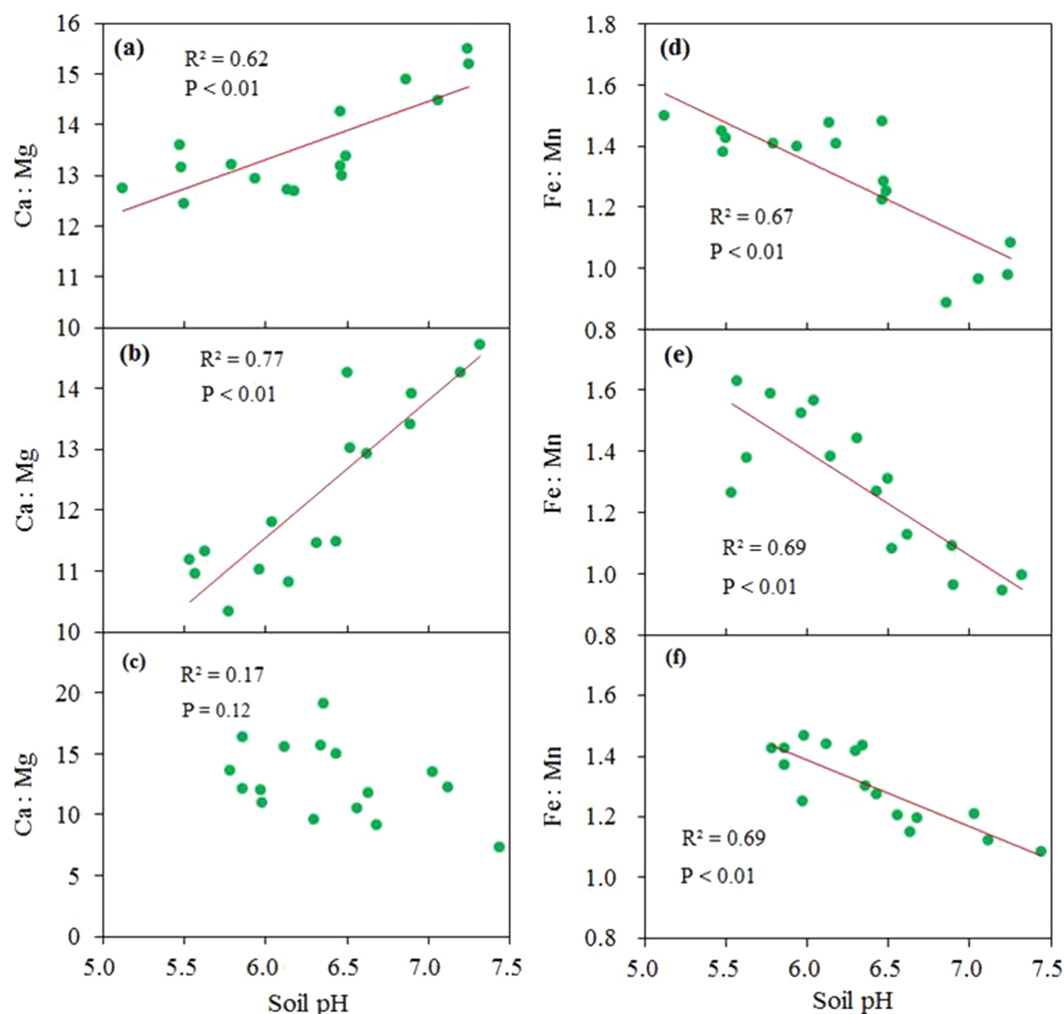 (a)
R² = 0.62
P < 0.01
Ca : Mg
16
15
14
13
12
11
10
(b)
R² = 0.77
P < 0.01
Ca : Mg
14
13
12
11
10
(c)
R² = 0.17
P = 0.12
Ca : Mg
20
15
10
5
0
5.0 5.5 6.0 6.5 7.0 7.5
Soil pH
(d)
R² = 0.67
P < 0.01
Fe : Mn
1.8
1.6
1.4
1.2
1.0
0.8
(e)
R² = 0.69
P < 0.01
Fe : Mn
1.6
1.4
1.2
1.0
0.8
(f)
R² = 0.69
P < 0.01
Fe : Mn
1.6
1.4
1.2
1.0
0.8
5.0 5.5 6.0 6.5 7.0 7.5
Soil pH